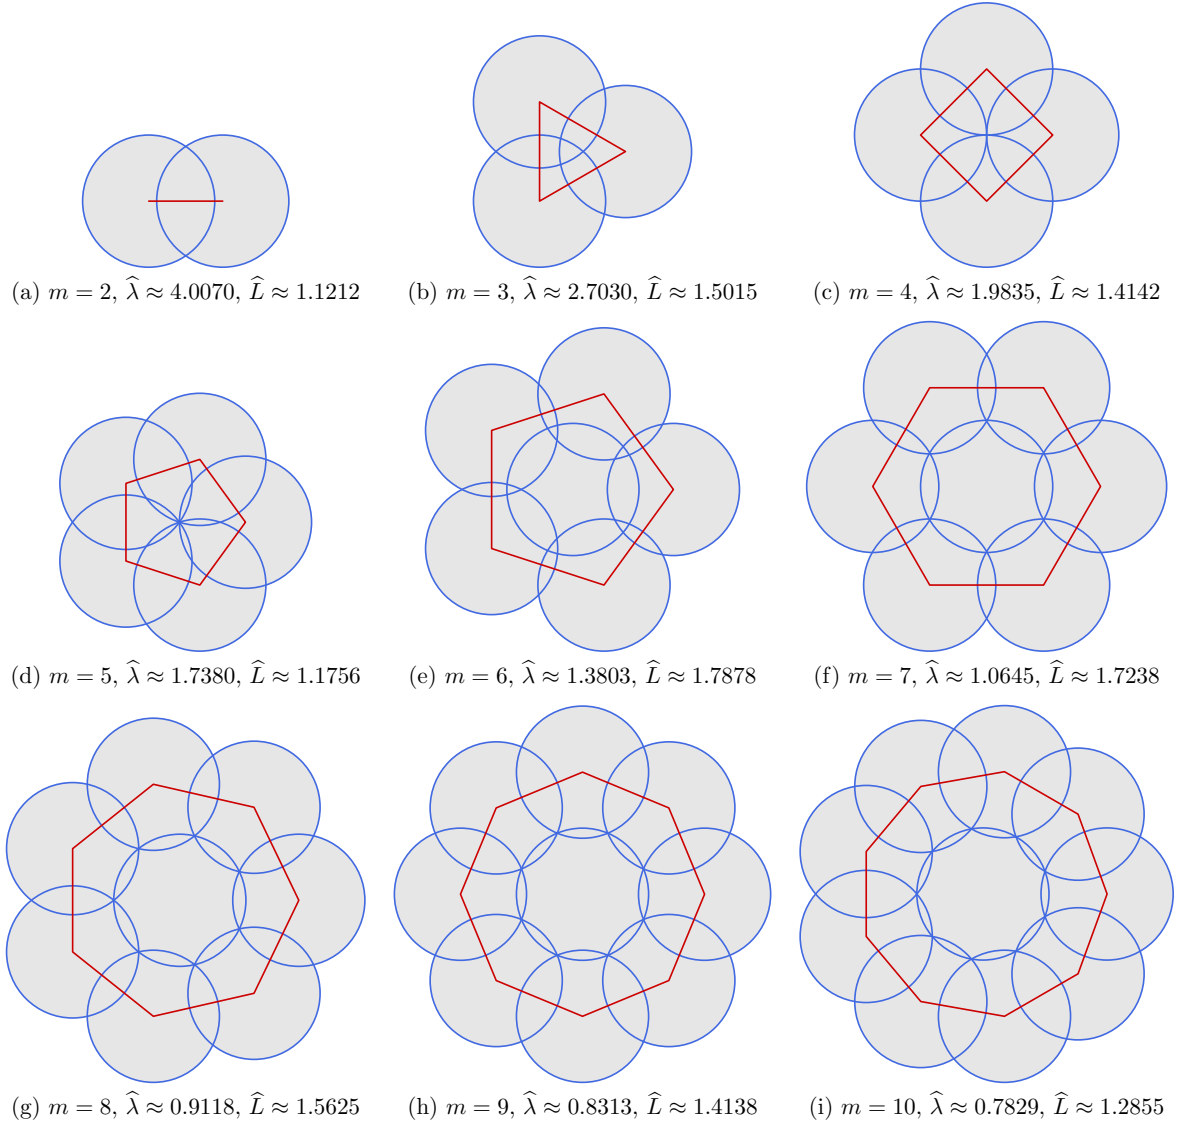 (a) m = 2, λ̂ ≈ 4.0070, L̂ ≈ 1.1212
(b) m = 3, λ̂ ≈ 2.7030, L̂ ≈ 1.5015
(c) m = 4, λ̂ ≈ 1.9835, L̂ ≈ 1.4142
(d) m = 5, λ̂ ≈ 1.7380, L̂ ≈ 1.1756
(e) m = 6, λ̂ ≈ 1.3803, L̂ ≈ 1.7878
(f) m = 7, λ̂ ≈ 1.0645, L̂ ≈ 1.7238
(g) m = 8, λ̂ ≈ 0.9118, L̂ ≈ 1.5625
(h) m = 9, λ̂ ≈ 0.8313, L̂ ≈ 1.4138
(i) m = 10, λ̂ ≈ 0.7829, L̂ ≈ 1.2855